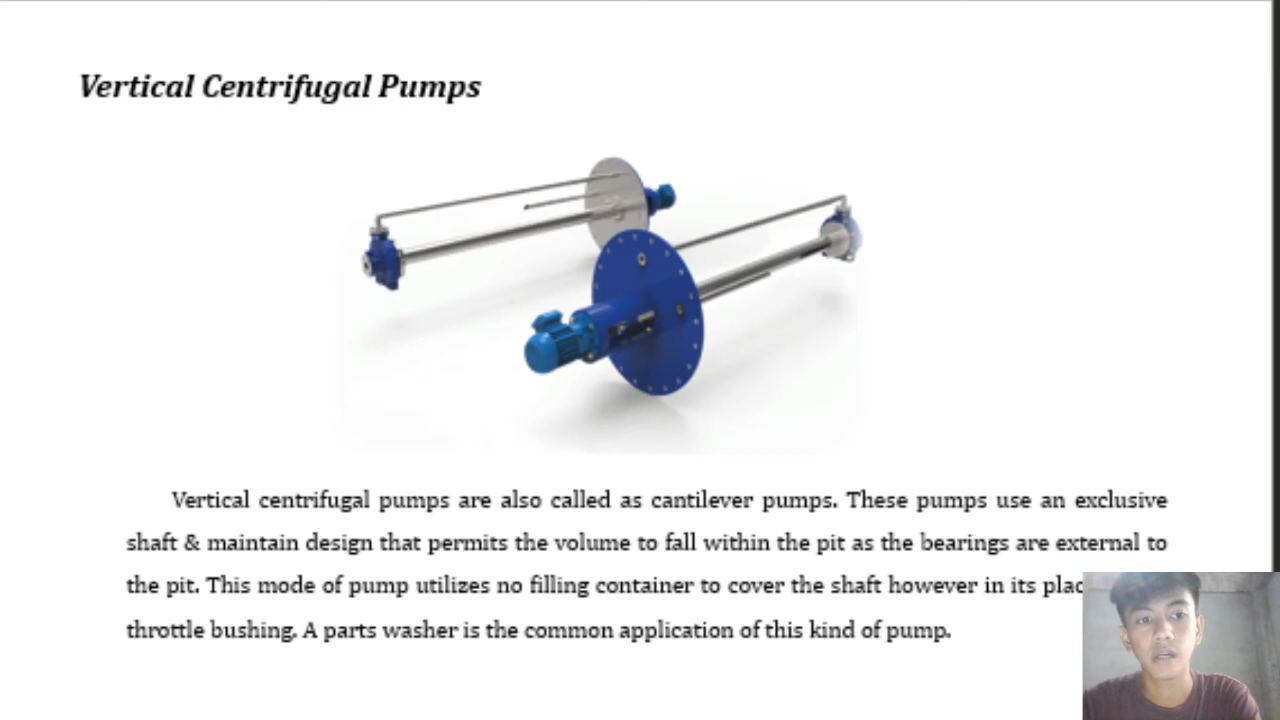 Vertical Centrifugal Pumps
Vertical centrifugal pumps are also called as cantilever pumps. These pumps use an exclusive
shaft & maintain design that permits the volume to fall within the pit as the bearings are external to
the pit. This mode of pump utilizes no filling container to cover the shaft however in its
throttle bushing. A parts washer is the common application of this kind of pump.